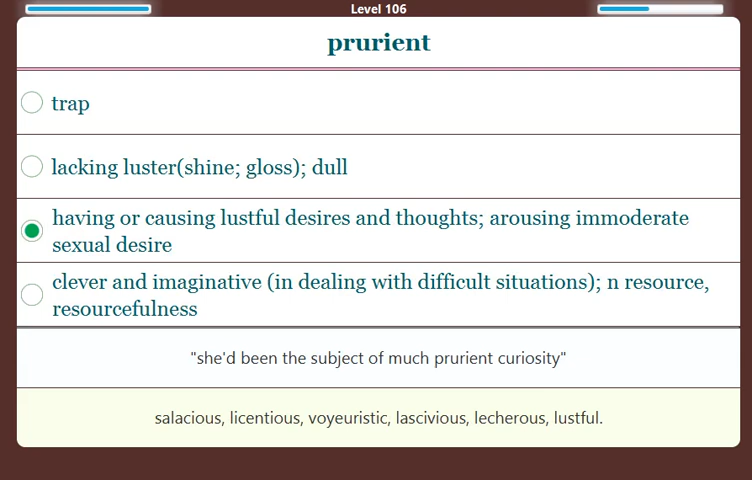 Level 106
prurient
trap
lacking luster(shine; gloss); dull
having or causing lustful desires and thoughts; arousing immoderate
sexual desire
clever and imaginative (in dealing with difficult situations); n resource,
resourcefulness
"she'd been the subject of much prurient curiosity"
salacious, licentious, voyeuristic, lascivious, lecherous, lustful.